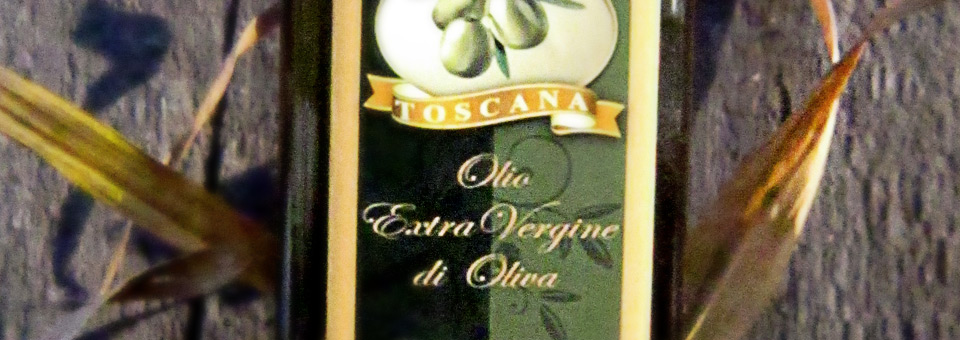 TOSCANA
Olio
Extra Vergine
di Oliva